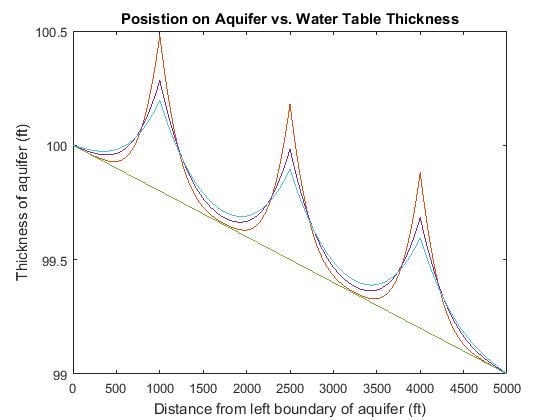 Posistion on Aquifer vs. Water Table Thickness
100.5
100
99.5
99
Thickness of aquifer (ft)
0 500 1000 1500 2000 2500 3000 3500 4000 4500 5000
Distance from left boundary of aquifer (ft)